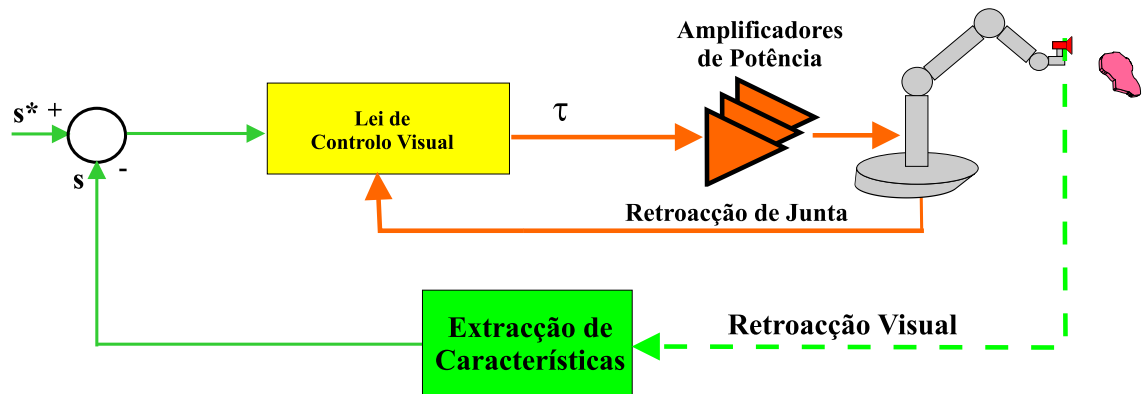 Amplificadores
de Potência
s* +
Lei de
Controlo Visual
τ
s -
Retroacção de Junta
Extracção de
Características
Retroacção Visual